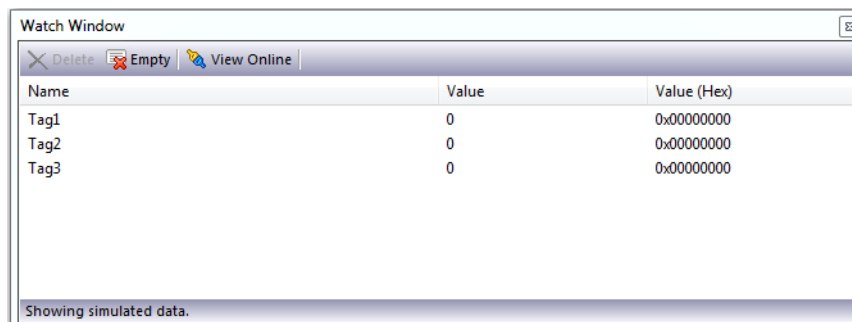 Watch Window
Delete Empty View Online
Name Value Value (Hex)
Tag1 0 0x00000000
Tag2 0 0x00000000
Tag3 0 0x00000000
Showing simulated data.